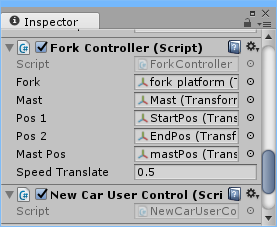 Inspector
Fork Controller (Script)
Script ForkController
Fork fork platform (T
Mast Mast (Transform
Pos 1 StartPos (Transf
Pos 2 EndPos (Transf
Mast Pos mastPos (Transf
Speed Translate 0.5
New Car User Control (Scri
Script NewCarUserCo